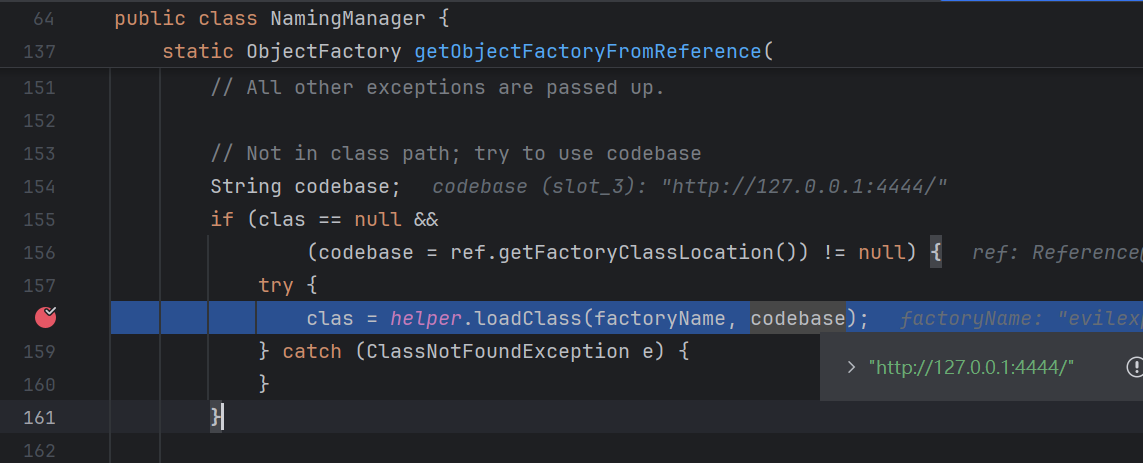 64 public class NamingManager {
137 static ObjectFactory getObjectFactoryFromReference(
151 // All other exceptions are passed up.
152
153 // Not in class path; try to use codebase
154 String codebase; codebase (slot_3): "http://127.0.0.1:4444/"
155 if (clas == null &&
156 (codebase = ref.getFactoryClassLocation()) != null) { ref: Reference
157 try {
clas = helper.loadClass(factoryName, codebase); factoryName: "evilex
159 } catch (ClassNotFoundException e) {
"http://127.0.0.1:4444/"
160 }
161 }
162